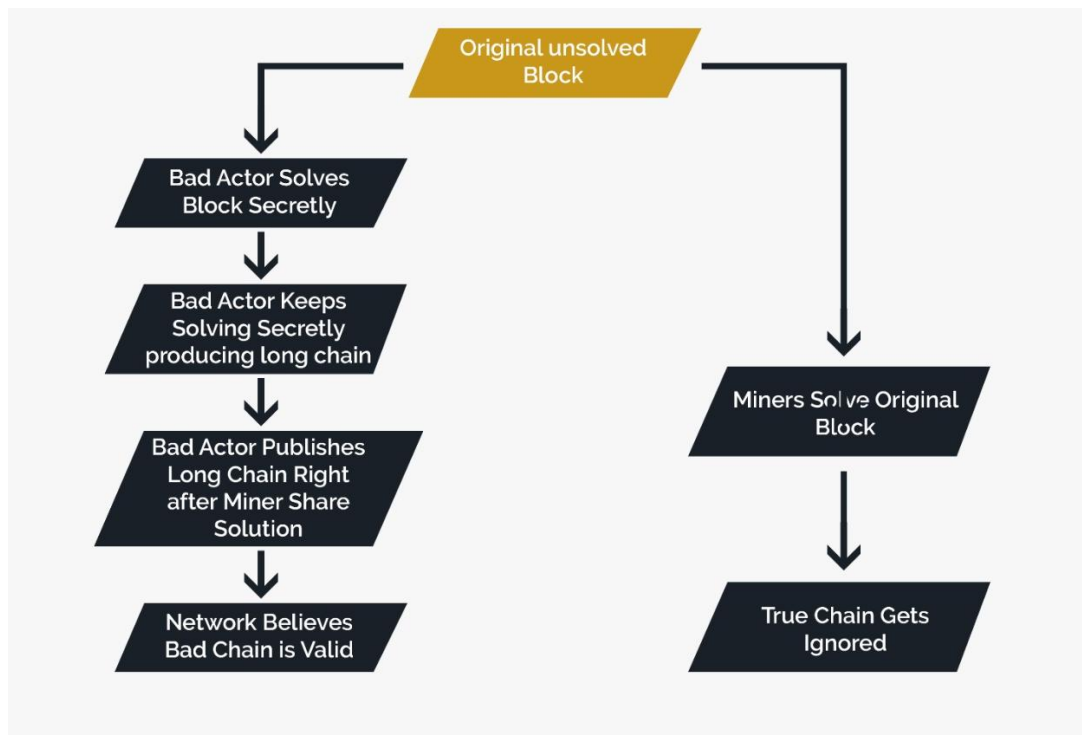 Original unsolved
Block
Bad Actor Solves
Block Secretly
Bad Actor Keeps
Solving Secretly
producing long chain
Bad Actor Publishes
Long Chain Right
after Miner Share
Solution
Network Believes
Bad Chain is Valid
Miners Solve Original
Block
True Chain Gets
Ignored